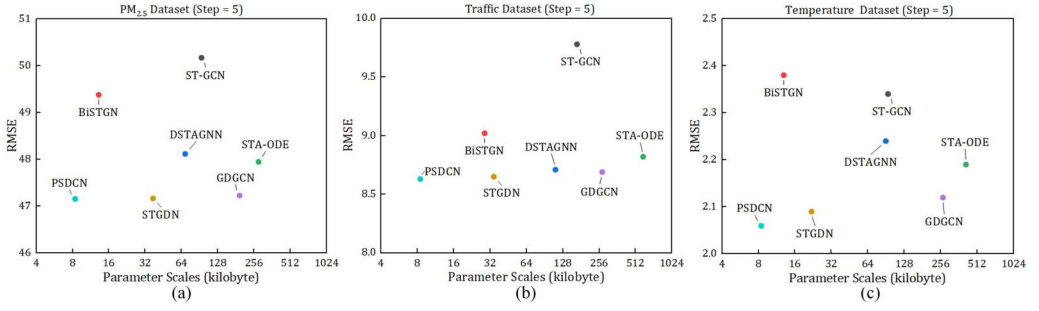 PM2.5 Dataset (Step = 5)
RMSE
51
50
49
48
47
46
ST-GCN
BiSTGN
DSTAGNN
STA-ODE
PSDCN
STGDN
GDGCN
4 8 16 32 64 128 256 512 1024
Parameter Scales (kilobyte)
(a)
Traffic Dataset (Step = 5)
RMSE
10.0
9.5
9.0
8.5
8.0
ST-GCN
BiSTGN
DSTAGNN
STA-ODE
PSDCN
STGDN
GDGCN
4 8 16 32 64 128 256 512 1024
Parameter Scales (kilobyte)
(b)
Temperature Dataset (Step = 5)
RMSE
2.5
2.4
2.3
2.2
2.1
2.0
BiSTGN
ST-GCN
DSTAGNN
STA-ODE
PSDCN
STGDN
GDGCN
4 8 16 32 64 128 256 512 1024
Parameter Scales (kilobyte)
(c)